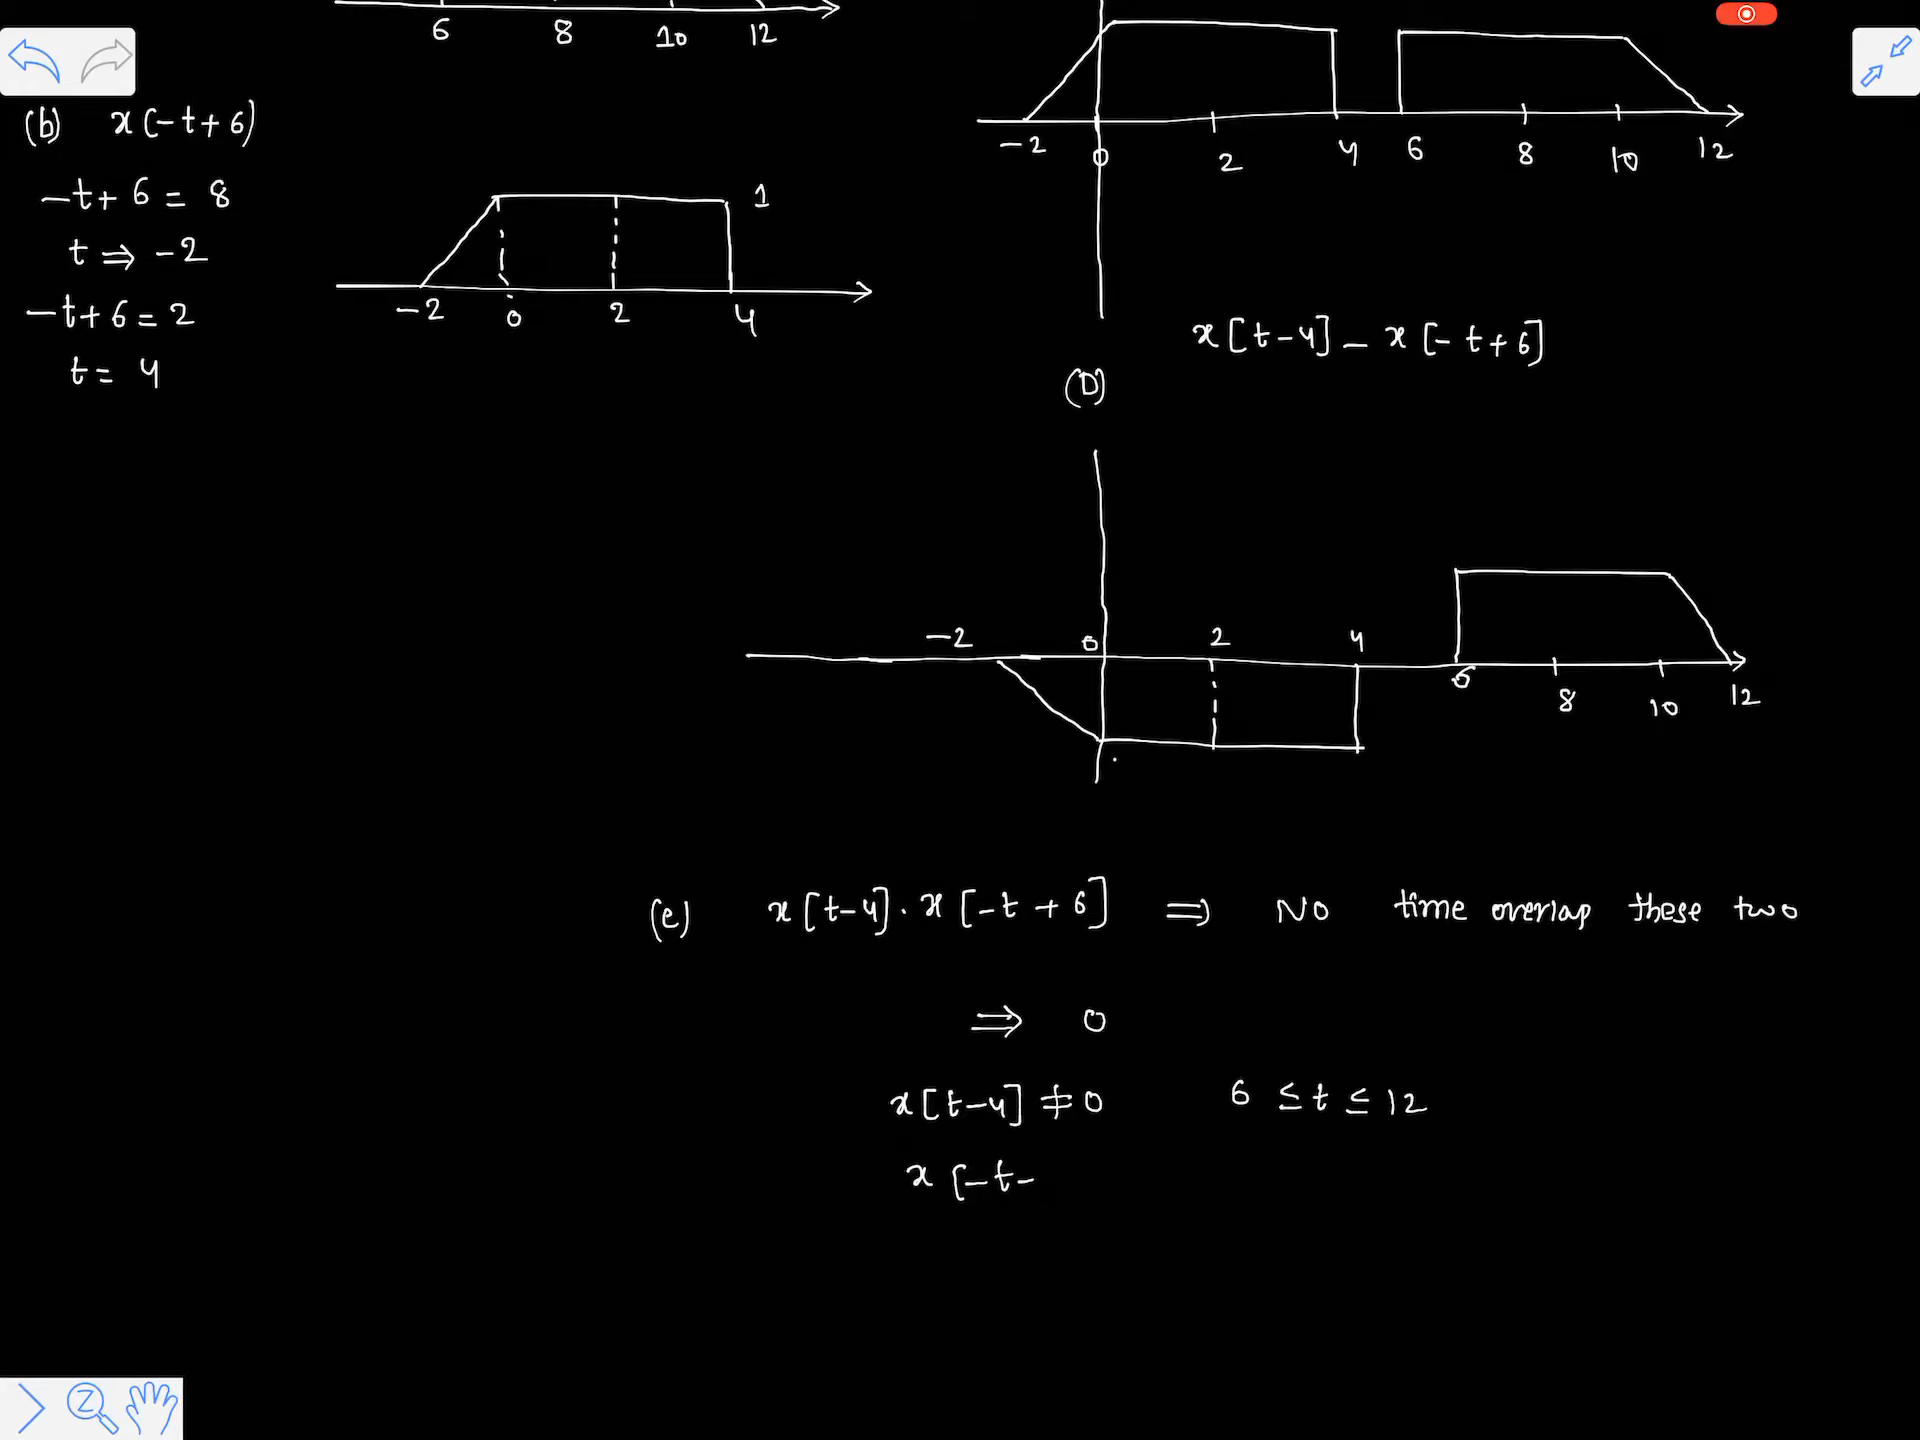 6 8 10 12
(b) x(-t+6)
-t+6 = 8
t ⇒ -2
-t+6 = 2
t = 4
1
-2 0 2 4
-2 0 2 4 6 8 10 12
x[t-4] - x[-t+6]
(D)
-2 0 2 4
6 8 10 12
(e) x[t-4] . x[-t+6] ⇒ No time overlap these two
⇒ 0
x[t-4] ≠ 0 6 ≤ t ≤ 12
x[-t-
Z